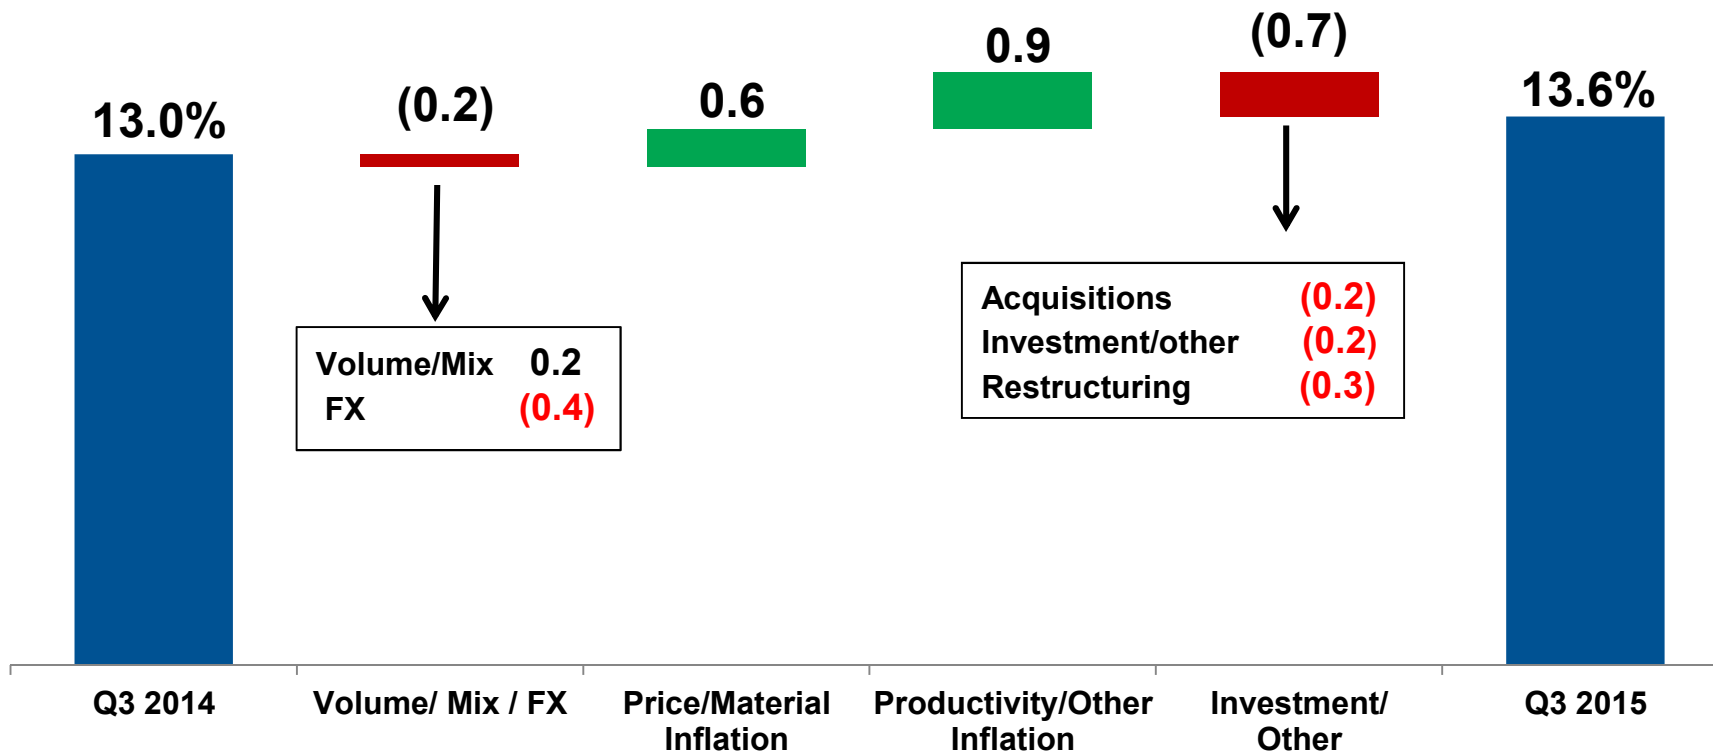 13.0%
(0.2)
0.6
0.9
(0.7)
13.6%
Volume/Mix 0.2
FX (0.4)
Acquisitions (0.2)
Investment/other (0.2)
Restructuring (0.3)
Q3 2014
Volume/ Mix / FX
Price/Material
Inflation
Productivity/Other
Inflation
Investment/
Other
Q3 2015